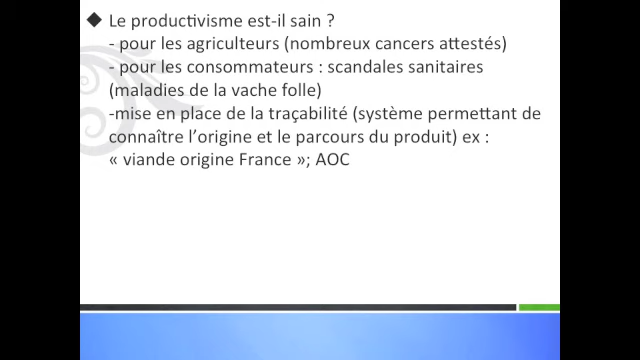 ◆ Le productivisme est-il sain ?
- pour les agriculteurs (nombreux cancers attestés)
- pour les consommateurs : scandales sanitaires
(maladies de la vache folle)
-mise en place de la traçabilité (système permettant de
connaître l’origine et le parcours du produit) ex :
« viande origine France »; AOC